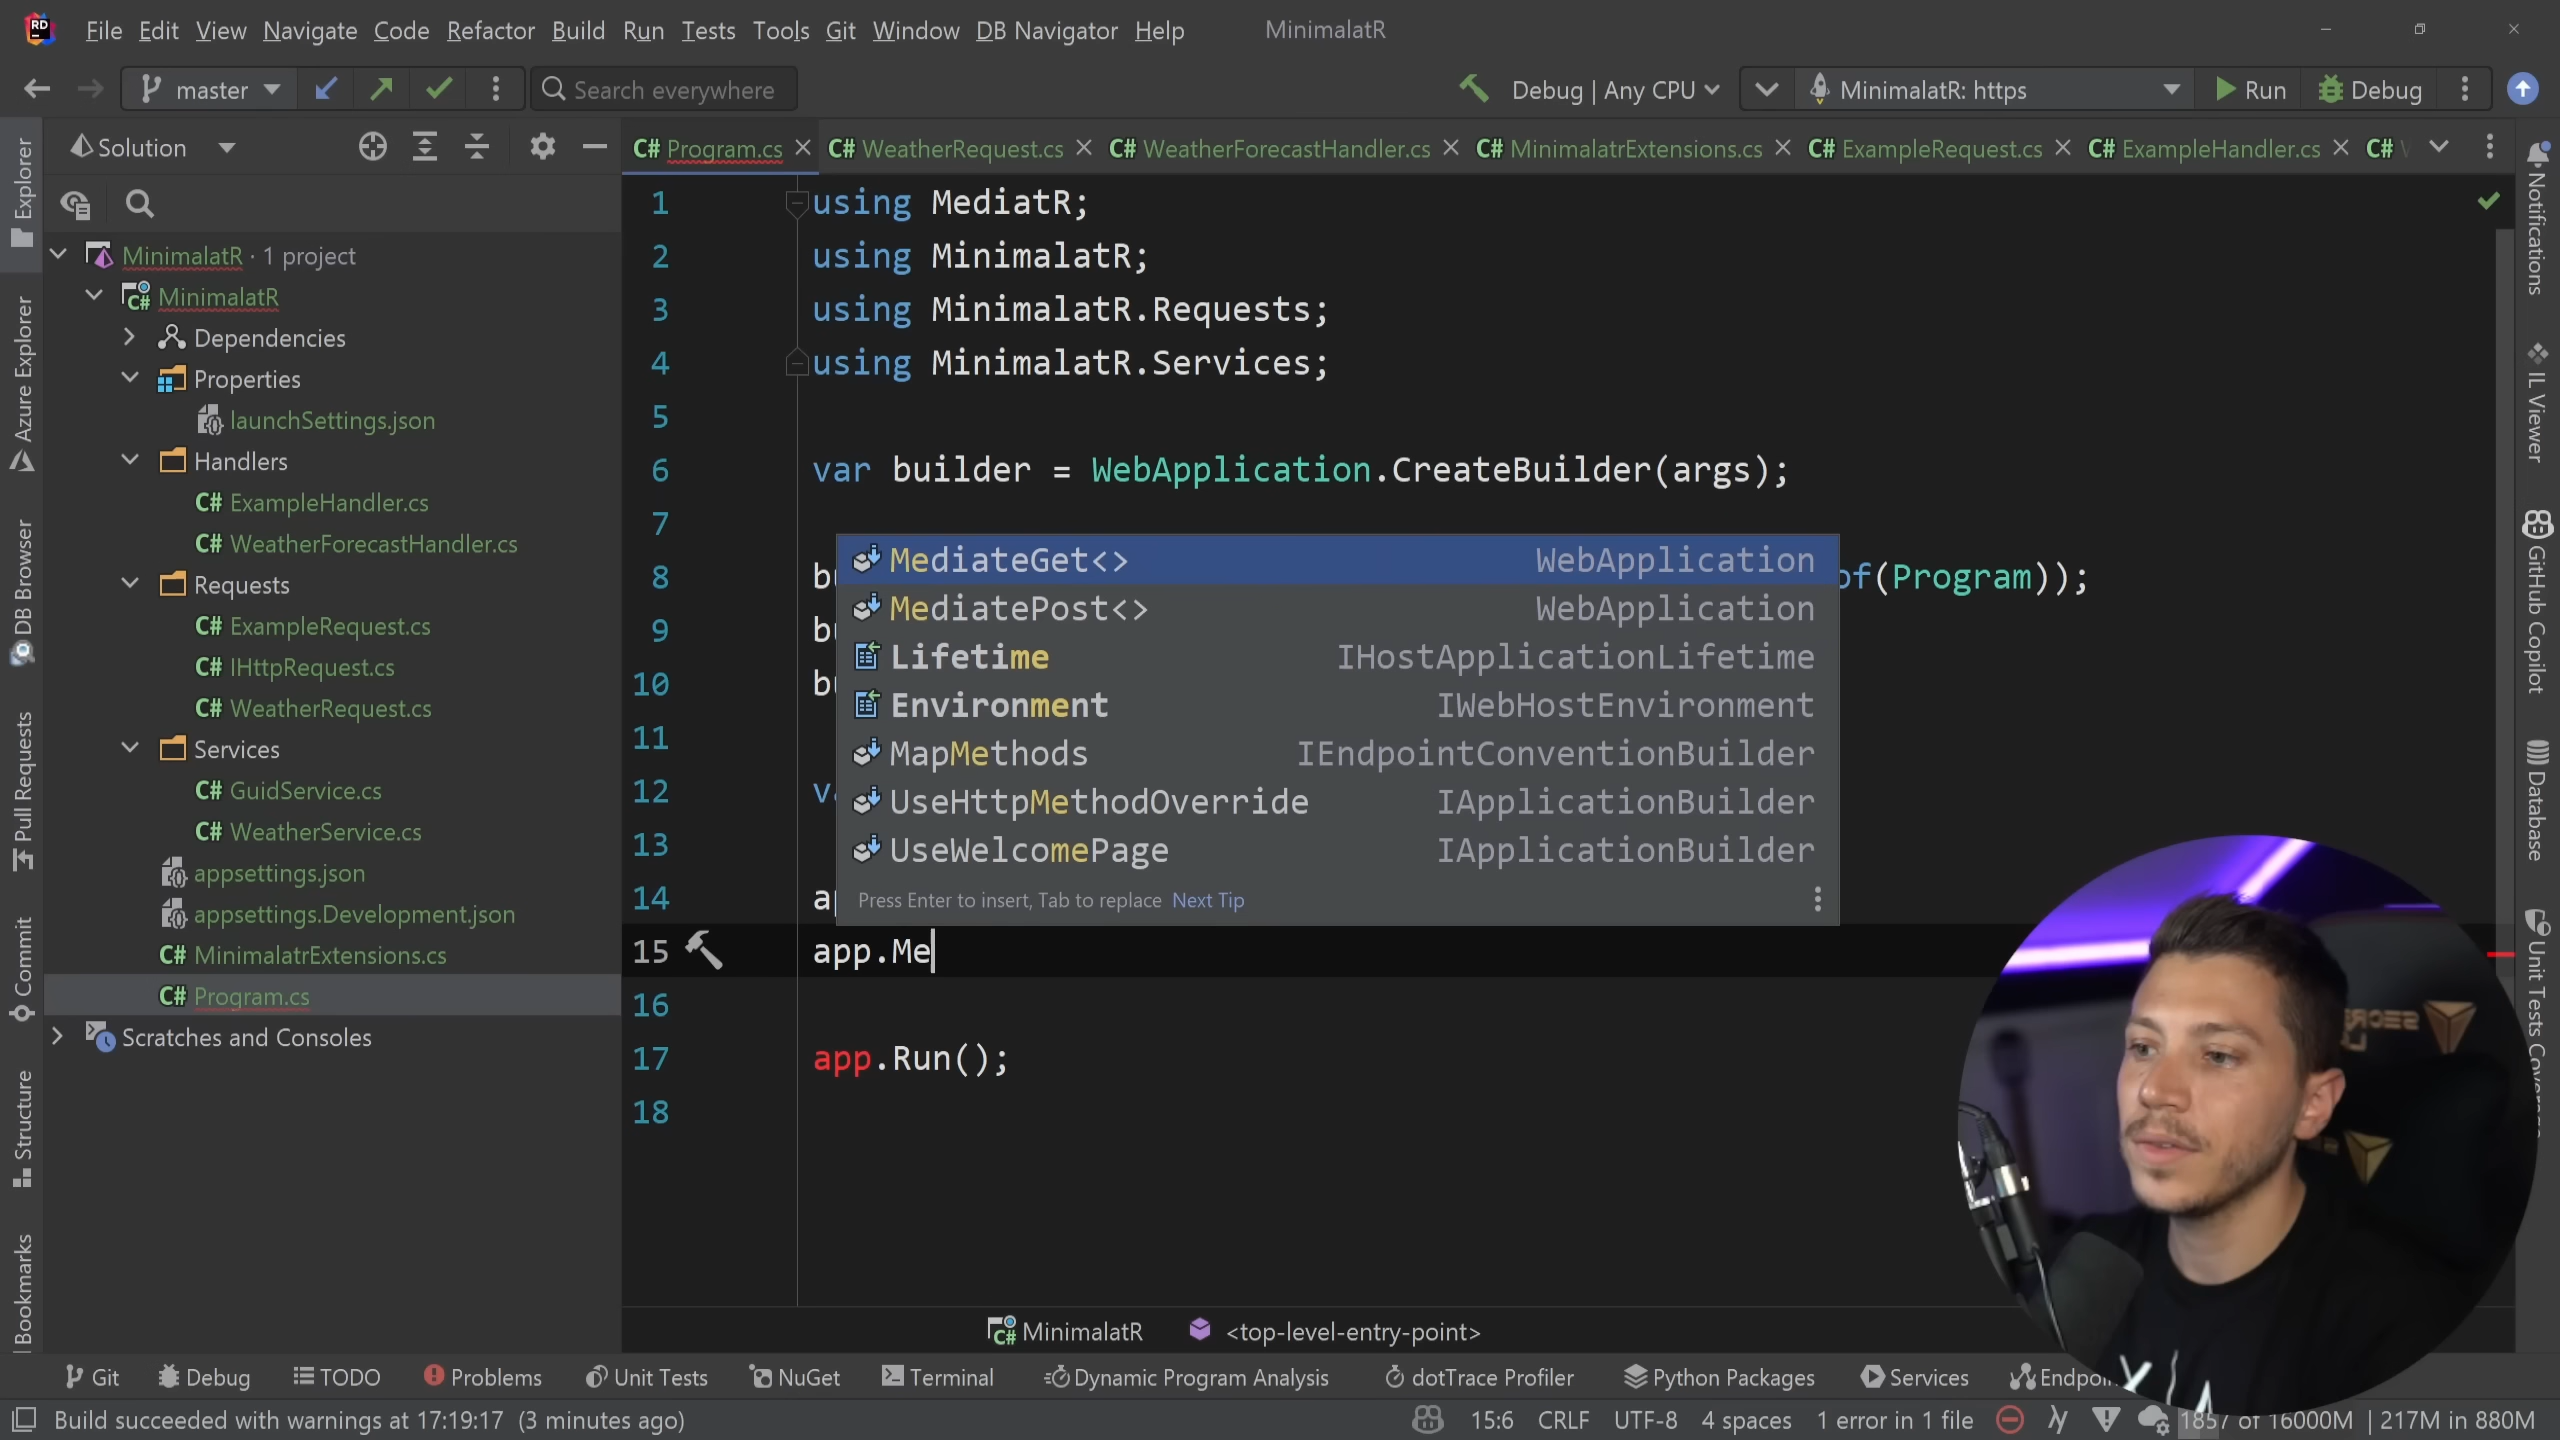 File Edit View Navigate Code Refactor Build Run Tests Tools Git Window DB Navigator Help MinimalatR
master Search everywhere Debug | Any CPU MinimalatR: https Run Debug
Solution
C# Program.cs C# WeatherRequest.cs C# WeatherForecastHandler.cs C# MinimalatrExtensions.cs C# ExampleRequest.cs C# ExampleHandler.cs C#
Explorer
Azure Explorer
DB Browser
Pull Requests
Commit
Structure
Bookmarks
MinimalatR · 1 project
C# MinimalatR
Dependencies
Properties
launchSettings.json
Handlers
C# ExampleHandler.cs
C# WeatherForecastHandler.cs
Requests
C# ExampleRequest.cs
C# IHttpRequest.cs
C# WeatherRequest.cs
Services
C# GuidService.cs
C# WeatherService.cs
appsettings.json
appsettings.Development.json
C# MinimalatrExtensions.cs
C# Program.cs
Scratches and Consoles
1 using MediatR;
2 using MinimalatR;
3 using MinimalatR.Requests;
4 using MinimalatR.Services;
5
6 var builder = WebApplication.CreateBuilder(args);
7
8 of(Program));
9
10
11
12
13
14
15 app.Me
16
17 app.Run();
18
MediateGet<> WebApplication
MediatePost<> WebApplication
Lifetime IHostApplicationLifetime
Environment IWebHostEnvironment
MapMethods IEndpointConventionBuilder
UseHttpMethodOverride IApplicationBuilder
UseWelcomePage IApplicationBuilder
Press Enter to insert, Tab to replace Next Tip
Notifications
IL Viewer
GitHub Copilot
Database
Unit Tests Coverage
C# MinimalatR <top-level-entry-point>
Git Debug TODO Problems Unit Tests NuGet Terminal Dynamic Program Analysis dotTrace Profiler Python Packages Services
Build succeeded with warnings at 17:19:17 (3 minutes ago) 15:6 CRLF UTF-8 4 spaces 1 error in 1 file 1857 of 16000M | 217M in 880M